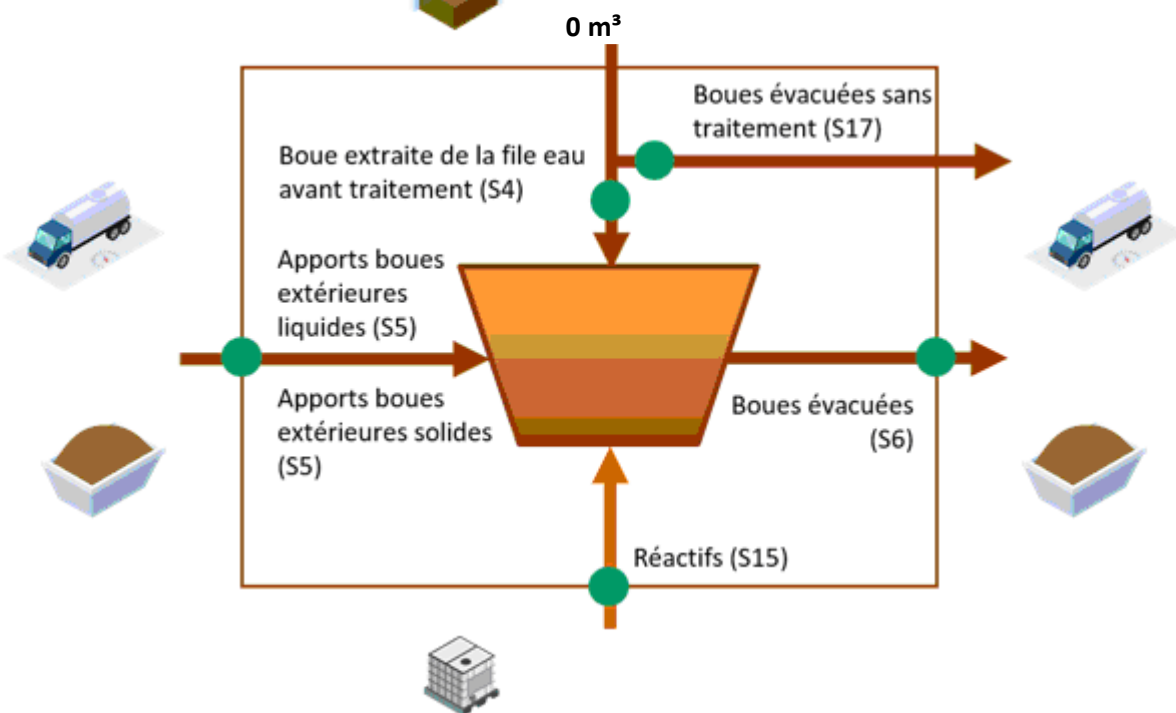 0 m³
Boues évacuées sans
traitement (S17)
Boue extraite de la file eau
avant traitement (S4)
Apports boues
extérieures
liquides (S5)
Apports boues
extérieures solides
(S5)
Boues évacuées
(S6)
Réactifs (S15)